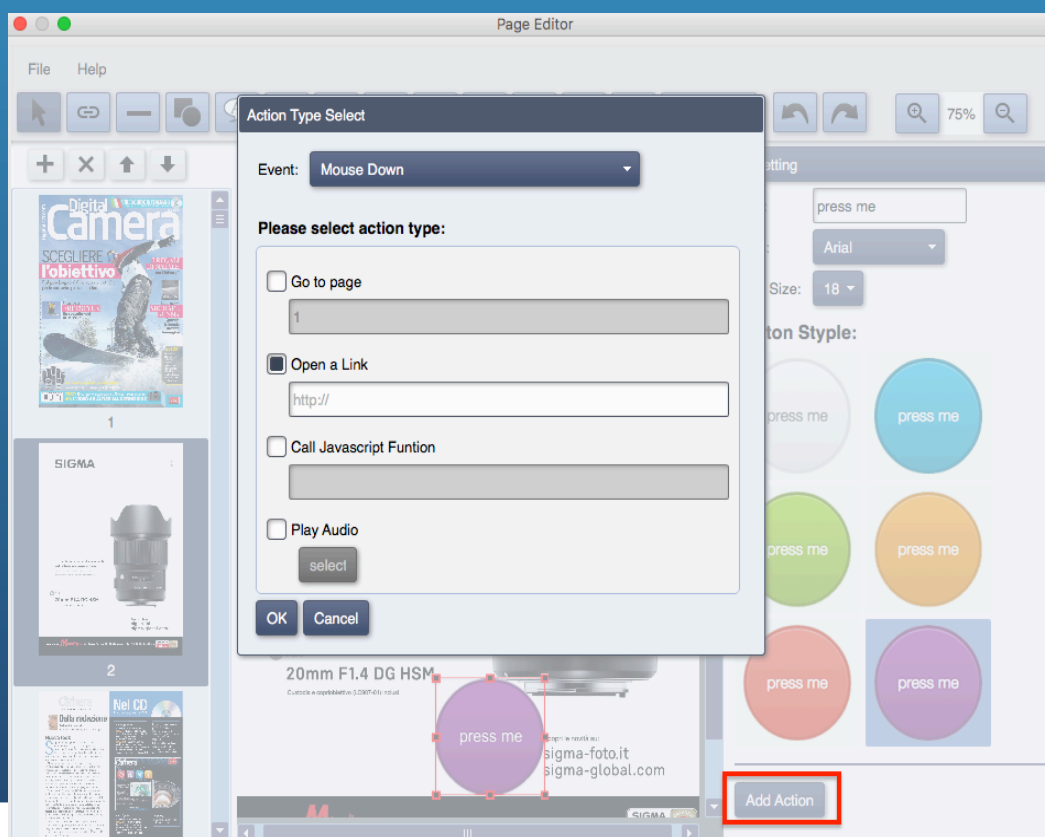 Page Editor
File Help
75%
Action Type Select
Event: Mouse Down
Please select action type:
Go to page
1
Open a Link
http://
Call Javascript Funtion
Play Audio
select
OK Cancel
etting
press me
Arial
Size: 18
ton Styple:
press me press me
press me press me
press me press me
Add Action
Digital
Camera
SCEGLIERE
l'obiettivo
1
SIGMA
2
Nel CD
Dalla redazione
20mm F1.4 DG HSM
press me
sigma-foto.it
sigma-global.com
SIGMA